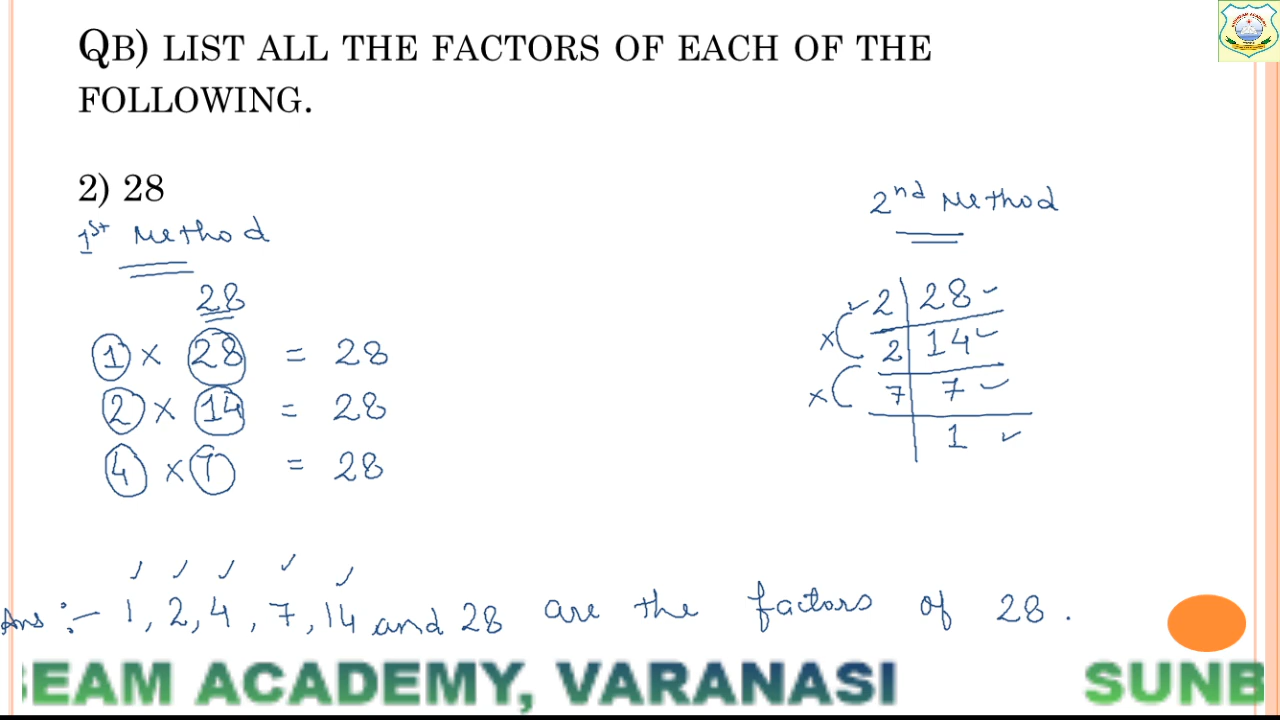 QB) LIST ALL THE FACTORS OF EACH OF THE
FOLLOWING.
2) 28
1st Method
28
1 × 28 = 28
2 × 14 = 28
4 × 7 = 28
2nd Method
2 | 28
2 | 14
7 | 7
| 1
Ans :- 1, 2, 4, 7, 14 and 28 are the factors of 28.
EAM ACADEMY, VARANASI SUNB